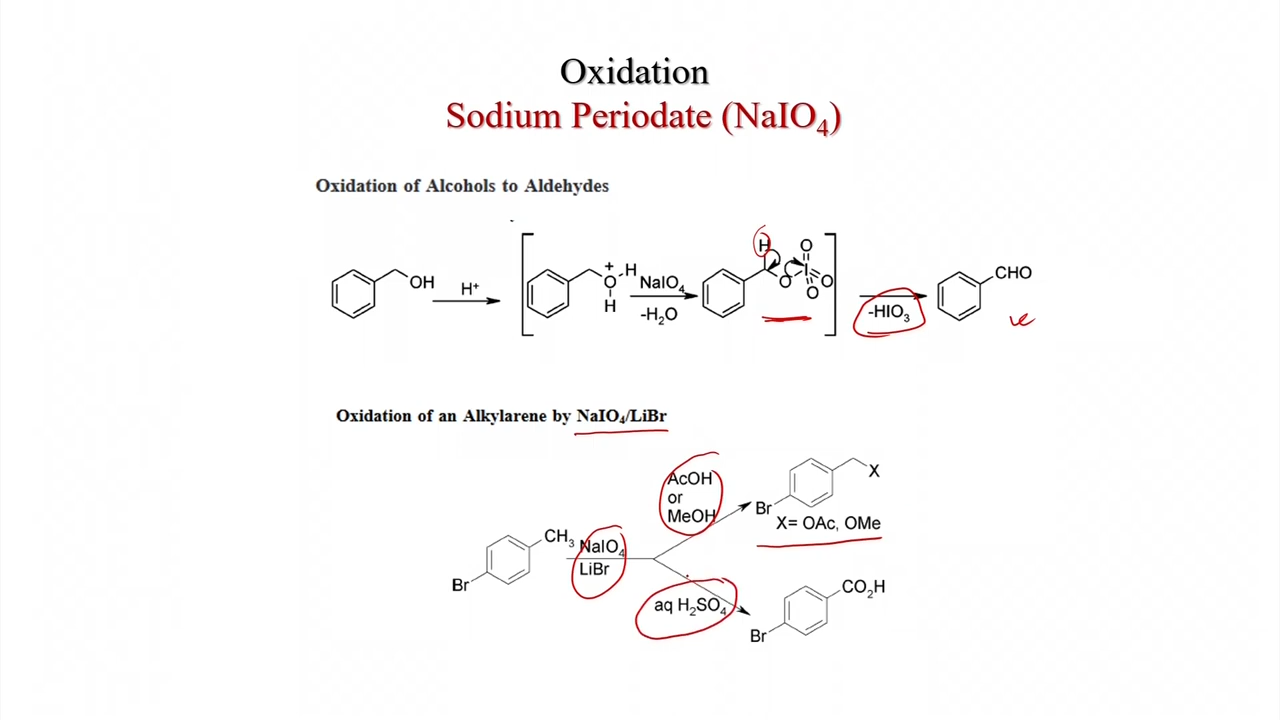 Oxidation
Sodium Periodate (NaIO₄)
Oxidation of Alcohols to Aldehydes
OH
H⁺
+
O
H
H
NaIO₄
-H₂O
H
O
O
I
O
O
-HIO₃
CHO
Oxidation of an Alkylarene by NaIO₄/LiBr
Br
CH₃
NaIO₄
LiBr
AcOH
or
MeOH
Br
X
X= OAc, OMe
aq H₂SO₄
Br
CO₂H